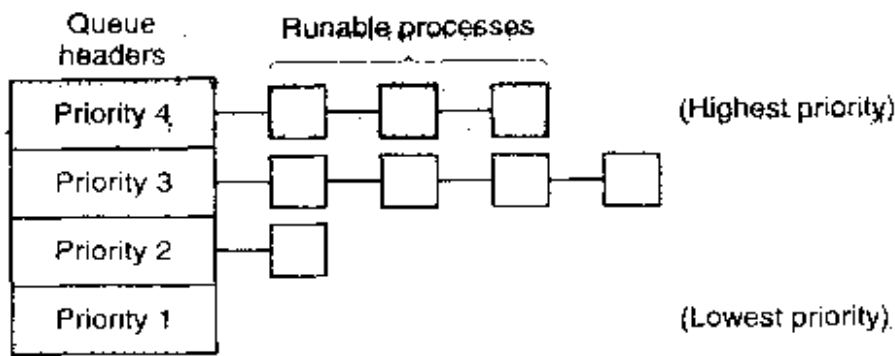 Queue headers
Runable processes
Priority 4
(Highest priority)
Priority 3
Priority 2
Priority 1
(Lowest priority)